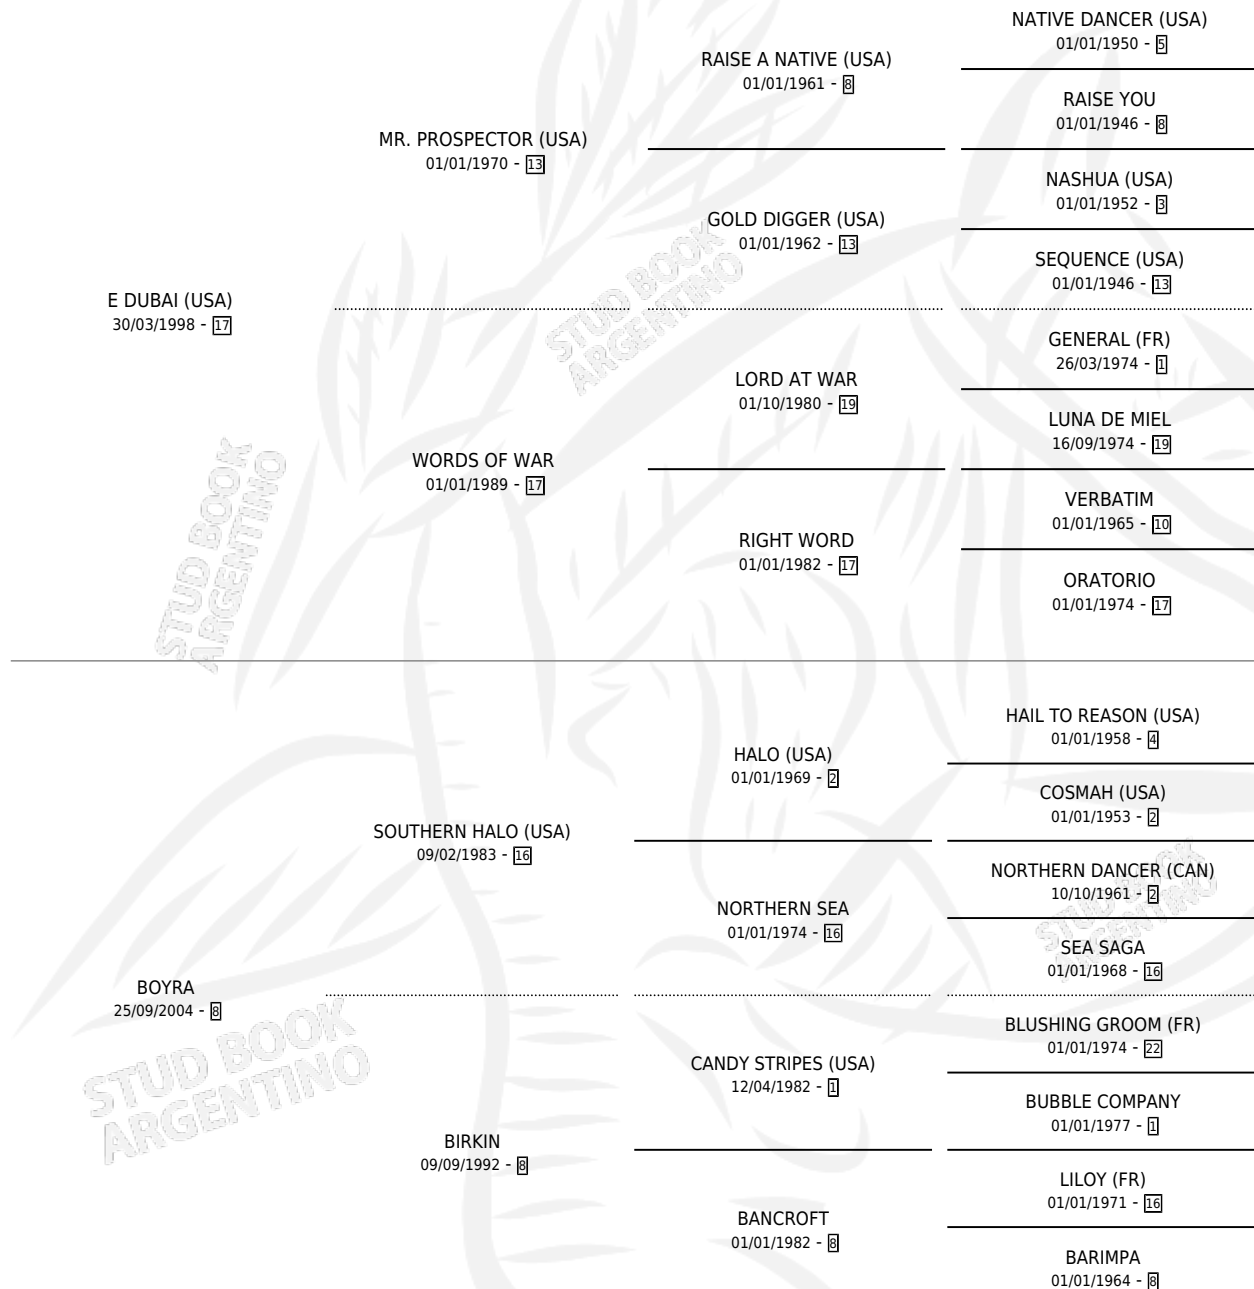 NATIVE DANCER (USA)
01/01/1950 - 5
RAISE A NATIVE (USA)
01/01/1961 - 8
RAISE YOU
01/01/1946 - 8
MR. PROSPECTOR (USA)
01/01/1970 - 13
NASHUA (USA)
01/01/1952 - 3
GOLD DIGGER (USA)
01/01/1962 - 13
SEQUENCE (USA)
01/01/1946 - 13
E DUBAI (USA)
30/03/1998 - 17
GENERAL (FR)
26/03/1974 - 1
LORD AT WAR
01/10/1980 - 19
LUNA DE MIEL
16/09/1974 - 19
WORDS OF WAR
01/01/1989 - 17
VERBATIM
01/01/1965 - 10
RIGHT WORD
01/01/1982 - 17
ORATORIO
01/01/1974 - 17
HAIL TO REASON (USA)
01/01/1958 - 4
HALO (USA)
01/01/1969 - 2
COSMAH (USA)
01/01/1953 - 2
SOUTHERN HALO (USA)
09/02/1983 - 16
NORTHERN DANCER (CAN)
10/10/1961 - 2
NORTHERN SEA
01/01/1974 - 16
SEA SAGA
01/01/1968 - 16
BOYRA
25/09/2004 - 8
BLUSHING GROOM (FR)
01/01/1974 - 22
CANDY STRIPES (USA)
12/04/1982 - 1
BUBBLE COMPANY
01/01/1977 - 1
BIRKIN
09/09/1992 - 8
LILOY (FR)
01/01/1971 - 16
BANCROFT
01/01/1982 - 8
BARIMPA
01/01/1964 - 8
STUD BOOK
ARGENTINO
STUD BOOK
ARGENTINO
STUD BOOK
ARGENTINO
STUD BOOK
ARGENTINO